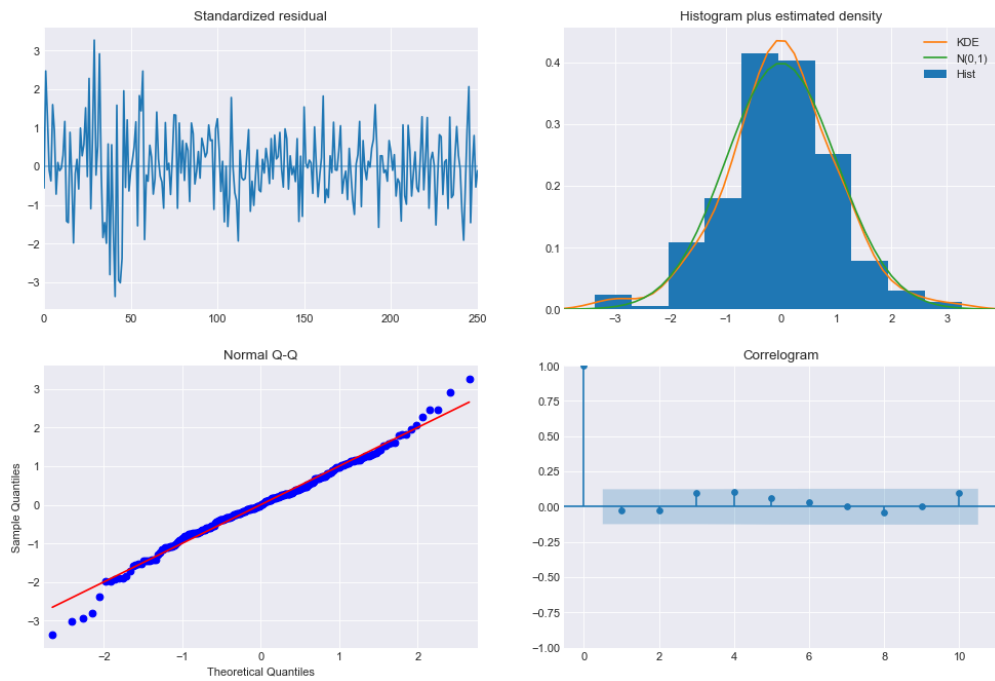 Standardized residual
3
2
1
0
−1
−2
−3
0 50 100 150 200 250
Histogram plus estimated density
KDE
N(0,1)
Hist
0.4
0.3
0.2
0.1
0.0
−3 −2 −1 0 1 2 3
Normal Q-Q
Sample Quantiles
3
2
1
0
−1
−2
−3
−2 −1 0 1 2
Theoretical Quantiles
Correlogram
1.00
0.75
0.50
0.25
0.00
−0.25
−0.50
−0.75
−1.00
0 2 4 6 8 10